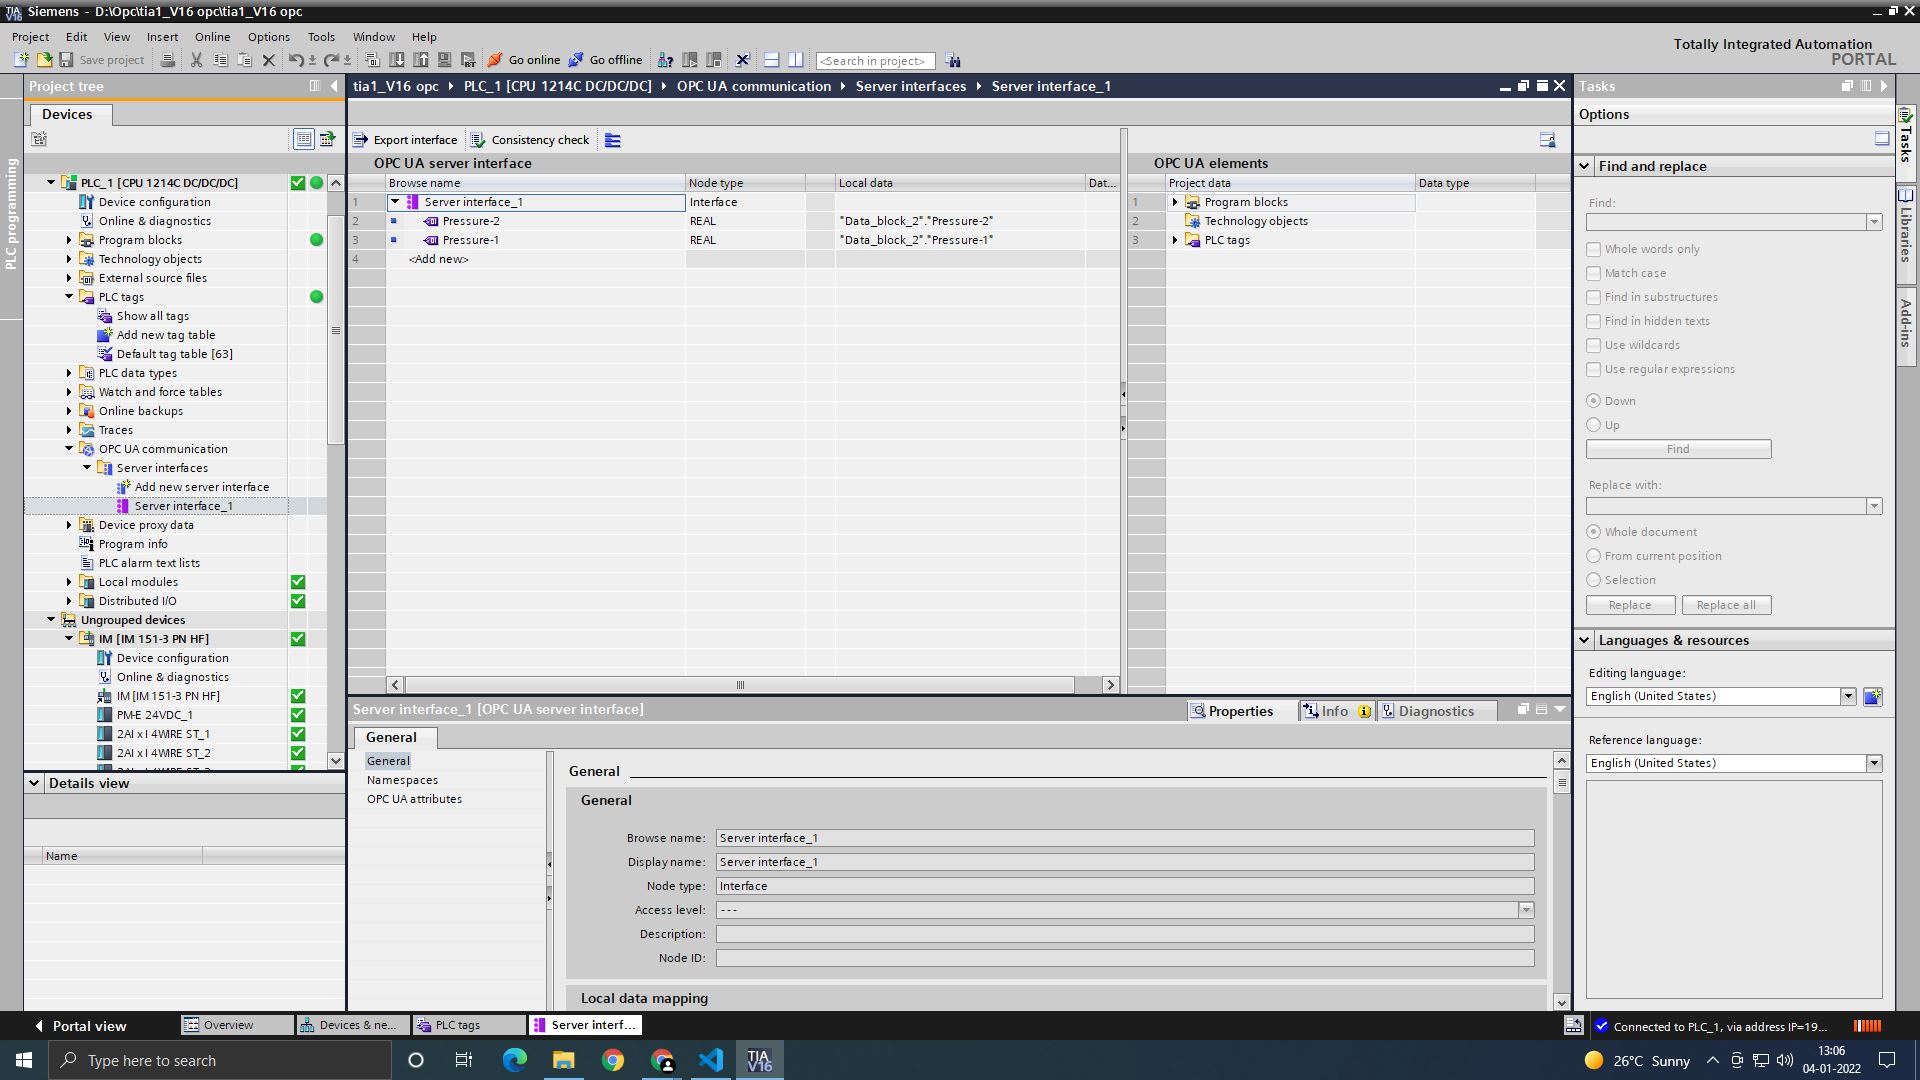 Siemens - D:\Opc\tia1_V16 opc\tia1_V16 opc
Project Edit View Insert Online Options Tools Window Help
Totally Integrated Automation
PORTAL
Save project
Go online
Go offline
<Search in project>
Project tree
Devices
PLC programming
PLC_1 [CPU 1214C DC/DC/DC]
Device configuration
Online & diagnostics
Program blocks
Technology objects
External source files
PLC tags
Show all tags
Add new tag table
Default tag table [63]
PLC data types
Watch and force tables
Online backups
Traces
OPC UA communication
Server interfaces
Add new server interface
Server interface_1
Device proxy data
Program info
PLC alarm text lists
Local modules
Distributed I/O
Ungrouped devices
IM [IM 151-3 PN HF]
Device configuration
Online & diagnostics
IM [IM 151-3 PN HF]
PM-E 24VDC_1
2AI x I 4WIRE ST_1
2AI x I 4WIRE ST_2
Details view
Name
tia1_V16 opc PLC_1 [CPU 1214C DC/DC/DC] OPC UA communication Server interfaces Server interface_1
Export interface
Consistency check
OPC UA server interface
Browse name Node type Local data Dat...
1 Server interface_1 Interface
2 Pressure-2 REAL "Data_block_2"."Pressure-2"
3 Pressure-1 REAL "Data_block_2"."Pressure-1"
4 <Add new>
OPC UA elements
Project data Data type
1 Program blocks
2 Technology objects
3 PLC tags
Server interface_1 [OPC UA server interface]
Properties Info Diagnostics
General
General
Namespaces
OPC UA attributes
General
General
Browse name: Server interface_1
Display name: Server interface_1
Node type: Interface
Access level: ---
Description:
Node ID:
Local data mapping
Tasks
Options
Find and replace
Find:
Whole words only
Match case
Find in substructures
Find in hidden texts
Use wildcards
Use regular expressions
Down
Up
Find
Replace with:
Whole document
From current position
Selection
Replace Replace all
Languages & resources
Editing language:
English (United States)
Reference language:
English (United States)
Tasks
Libraries
Add-ins
Portal view
Overview
Devices & ne...
PLC tags
Server interf...
Connected to PLC_1, via address IP=19...
Type here to search
TIA
V16
26°C Sunny
13:06
04-01-2022